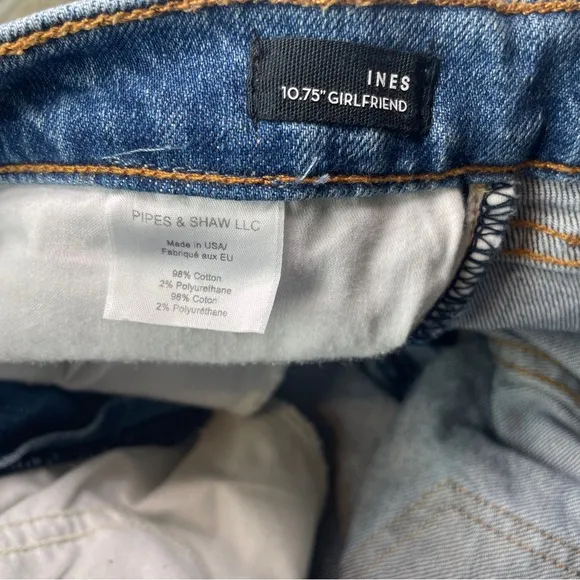 INES
10.75" GIRLFRIEND
PIPES & SHAW LLC
Made in USA/
Fabriqué aux EU
98% Cotton
2% Polyurethane
98% Coton
2% Polyuréthane